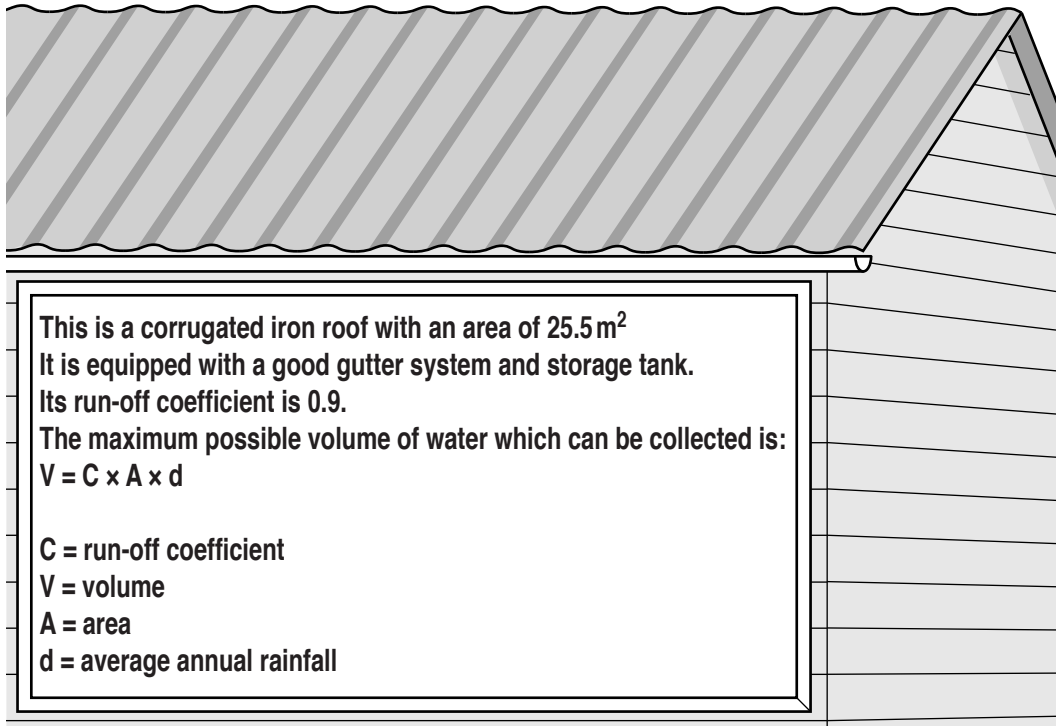 This is a corrugated iron roof with an area of 25.5 m²
It is equipped with a good gutter system and storage tank.
Its run-off coefficient is 0.9.
The maximum possible volume of water which can be collected is:
V = C × A × d
C = run-off coefficient
V = volume
A = area
d = average annual rainfall